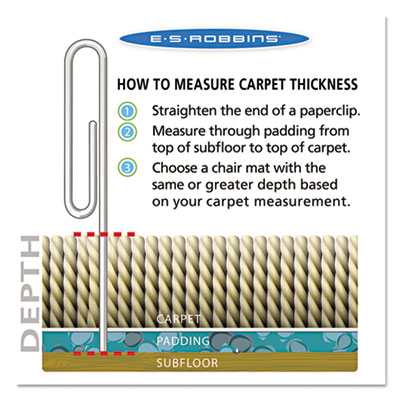 E·S·ROBBINS
HOW TO MEASURE CARPET THICKNESS
1 Straighten the end of a paperclip.
2 Measure through padding from
top of subfloor to top of carpet.
3 Choose a chair mat with the
same or greater depth based
on your carpet measurement.
DEPTH
CARPET
PADDING
SUBFLOOR